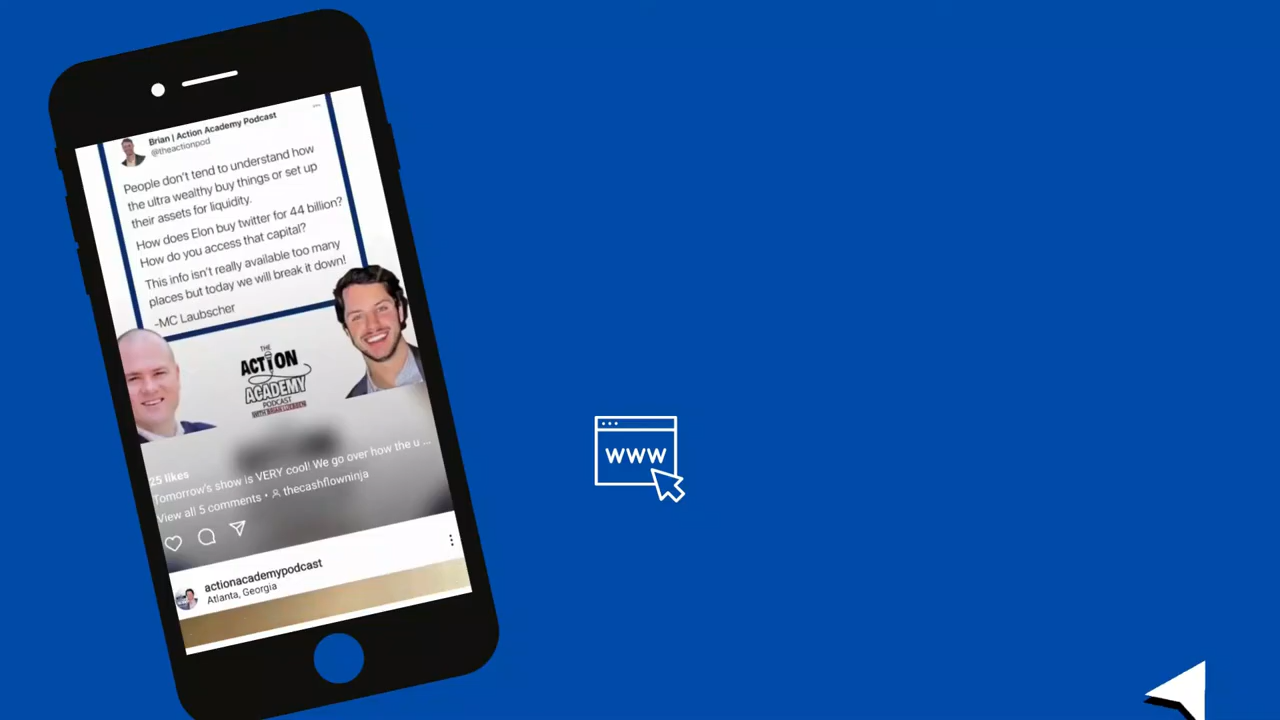 Brian | Action Academy Podcast
@theactionpod
People don't tend to understand how
the ultra wealthy buy things or set up
their assets for liquidity.
How does Elon buy twitter for 44 billion?
How do you access that capital?
This info isn't really available too many
places but today we will break it down!
-MC Laubscher
THE
ACTION
ACADEMY
PODCAST
WITH BRIAN LUEBBEN
25 likes
Tomorrow's show is VERY cool! We go over how the u ...
View all 5 comments • thecashflowninja
actionacademypodcast
Atlanta, Georgia
WWW